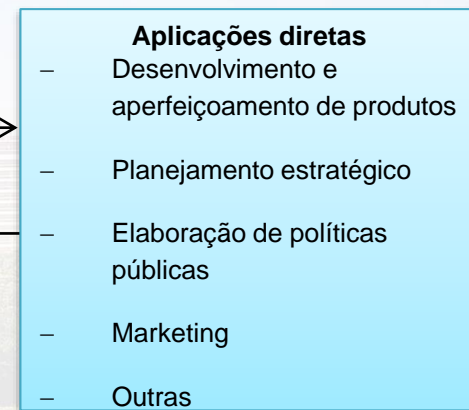 Aplicações diretas
– Desenvolvimento e
aperfeiçoamento de produtos
– Planejamento estratégico
– Elaboração de políticas
públicas
– Marketing
– Outras